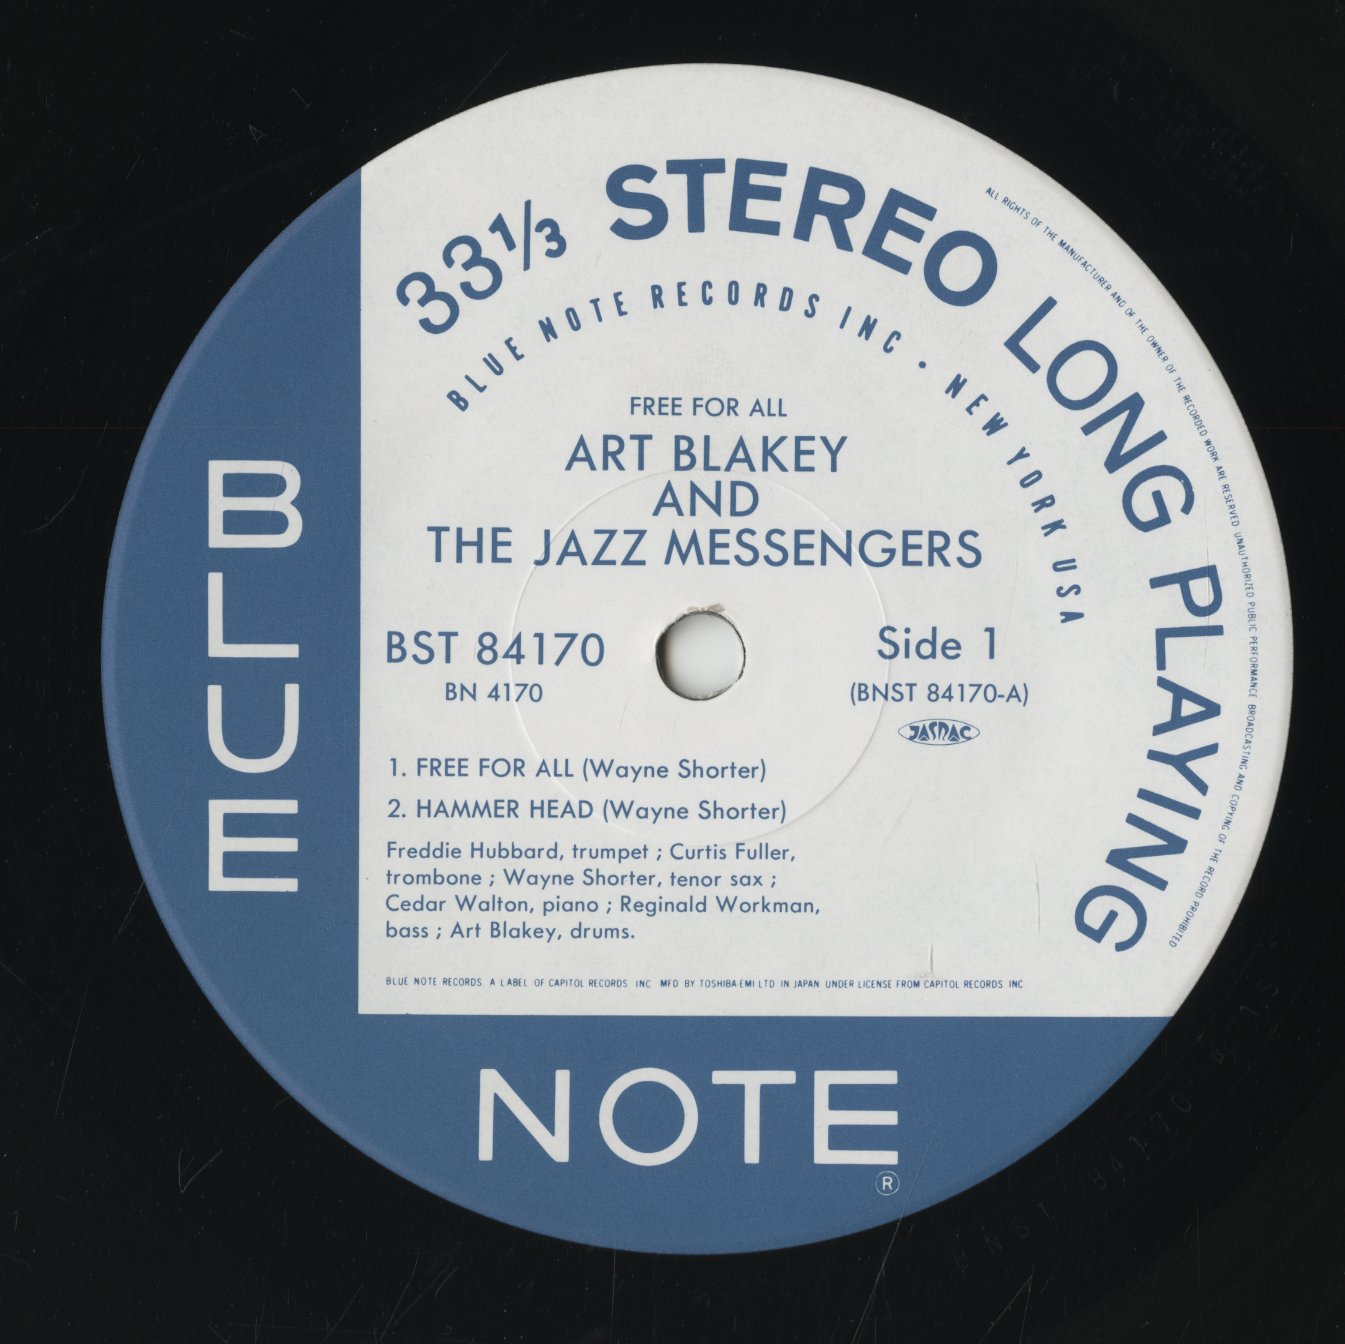 33⅓ STEREO LONG PLAYING
BLUE NOTE RECORDS INC • NEW YORK USA
ALL RIGHTS OF THE MANUFACTURER AND OF THE OWNER OF THE RECORDED WORK ARE RESERVED UNAUTHORIZED PUBLIC PERFORMANCE BROADCASTING AND COPYING OF THE RECORD PROHIBITED
FREE FOR ALL
ART BLAKEY
AND
THE JAZZ MESSENGERS
BST 84170
BN 4170
Side 1
(BNST 84170-A)
JASRAC
1. FREE FOR ALL (Wayne Shorter)
2. HAMMER HEAD (Wayne Shorter)
Freddie Hubbard, trumpet ; Curtis Fuller,
trombone ; Wayne Shorter, tenor sax ;
Cedar Walton, piano ; Reginald Workman,
bass ; Art Blakey, drums.
BLUE NOTE RECORDS. A LABEL OF CAPITOL RECORDS INC MFD BY TOSHIBA-EMI LTD IN JAPAN UNDER LICENSE FROM CAPITOL RECORDS INC
BLUE
NOTE
®